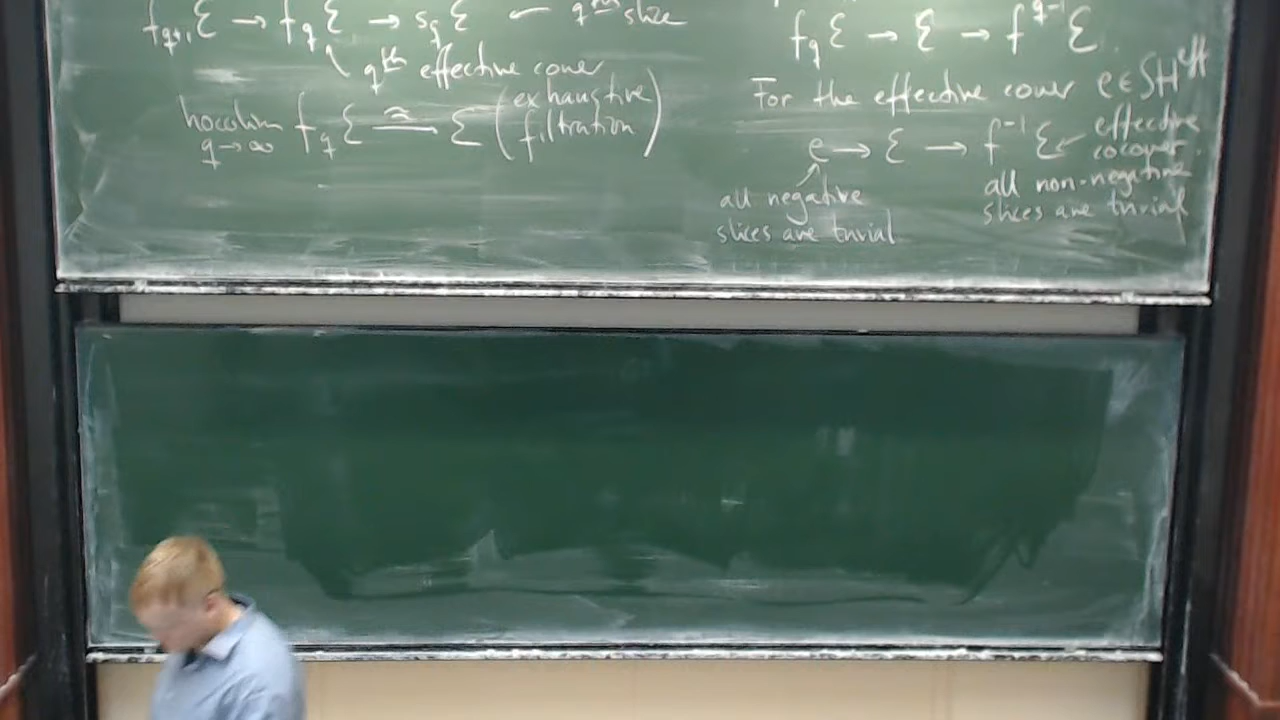 f_{q+1} ℰ → f_q ℰ → s_q ℰ ← q^{th} slice
q^{th} effective cover
hocolim_{q→∞} f_q ℰ ≅ ℰ (exhaustive filtration)
f_q ℰ → ℰ → f^{q-1} ℰ
For the effective cover e ∈ SH^{eff}
e → ℰ → f^{-1} ℰ ← effective cocover
all negative slices are trivial
all non-negative slices are trivial